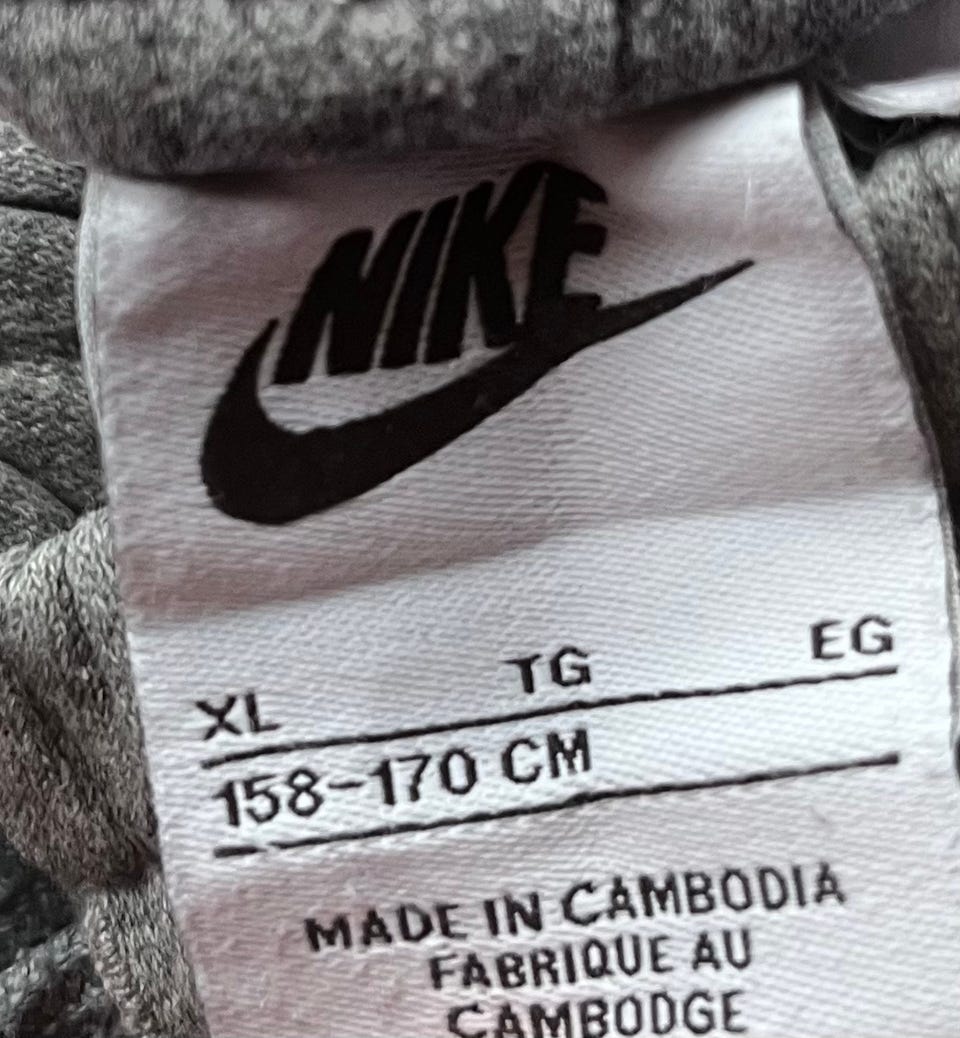 NIKE
XL TG EG
158-170 CM
MADE IN CAMBODIA
FABRIQUE AU
CAMBODGE